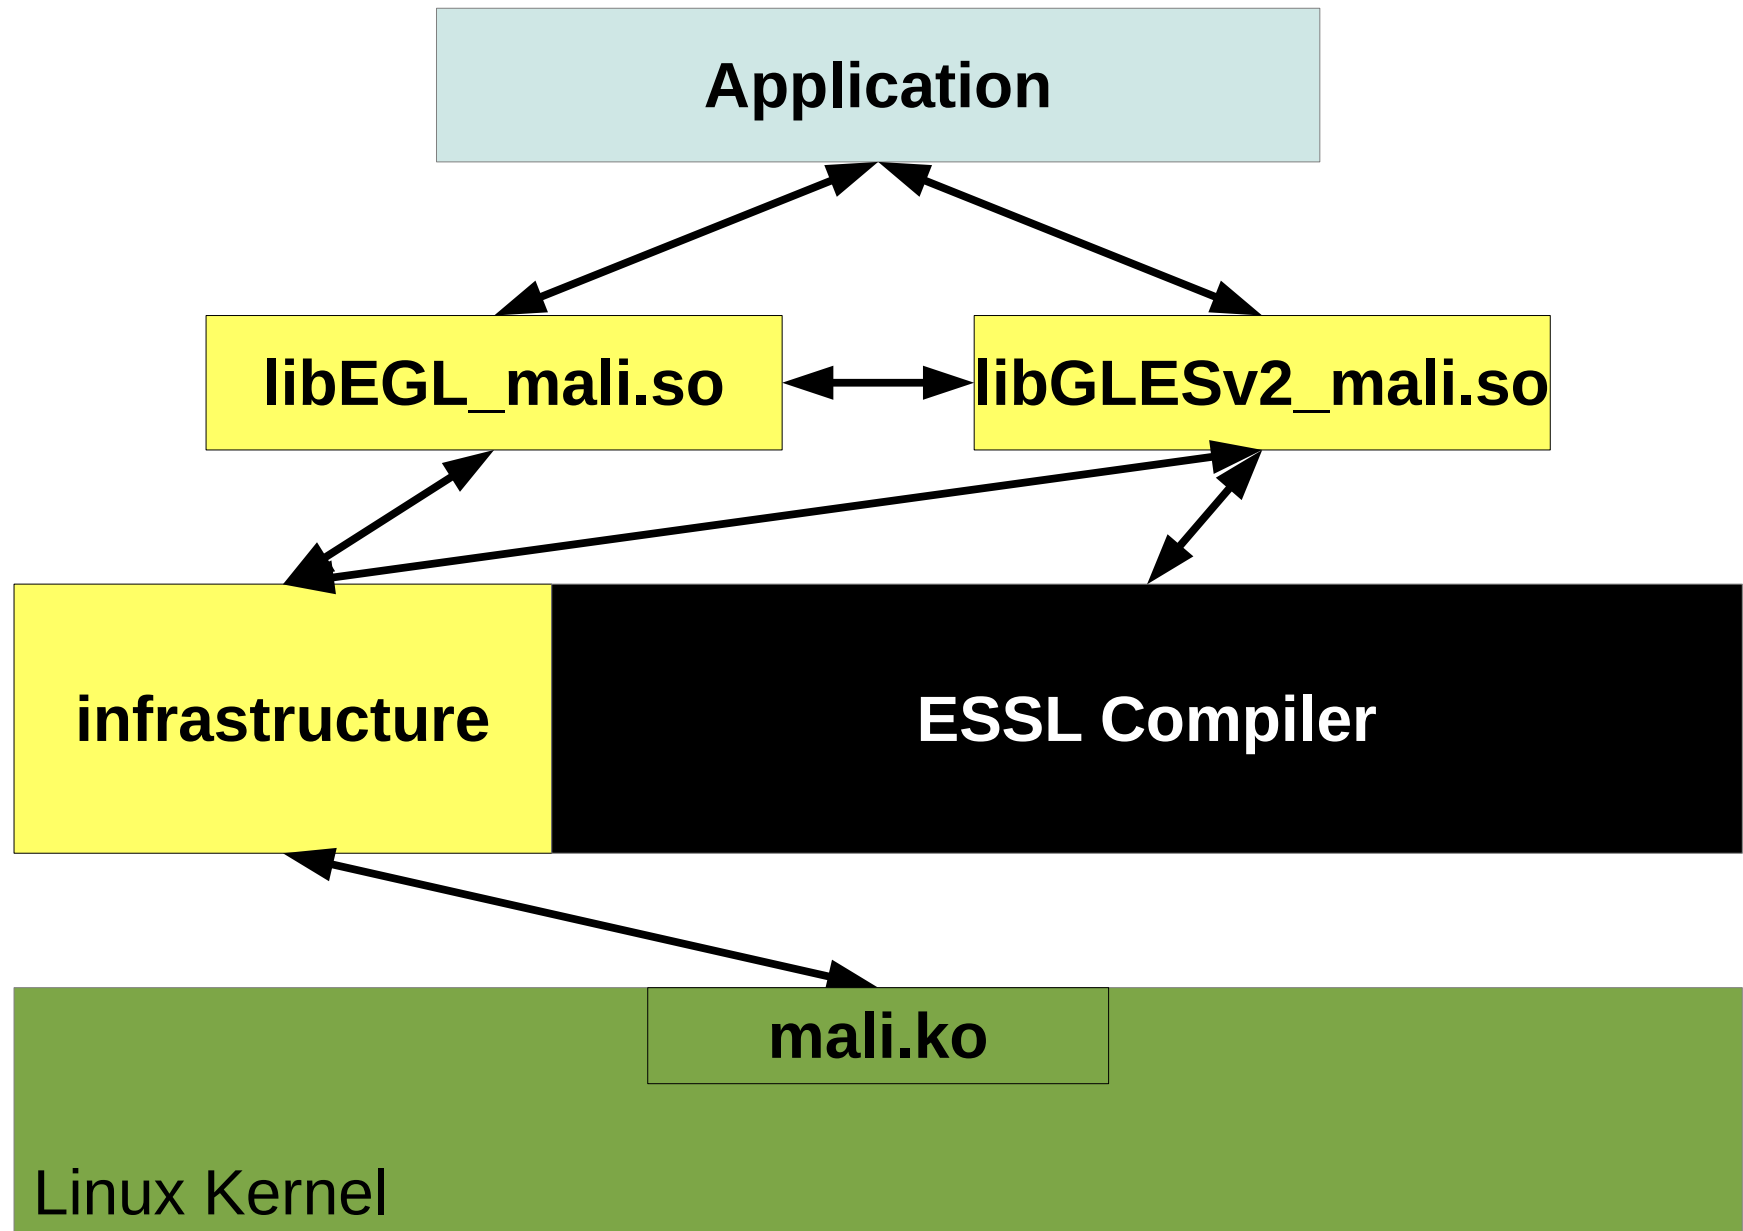 Application
libEGL_mali.so
libGLESv2_mali.so
infrastructure
ESSL Compiler
mali.ko
Linux Kernel